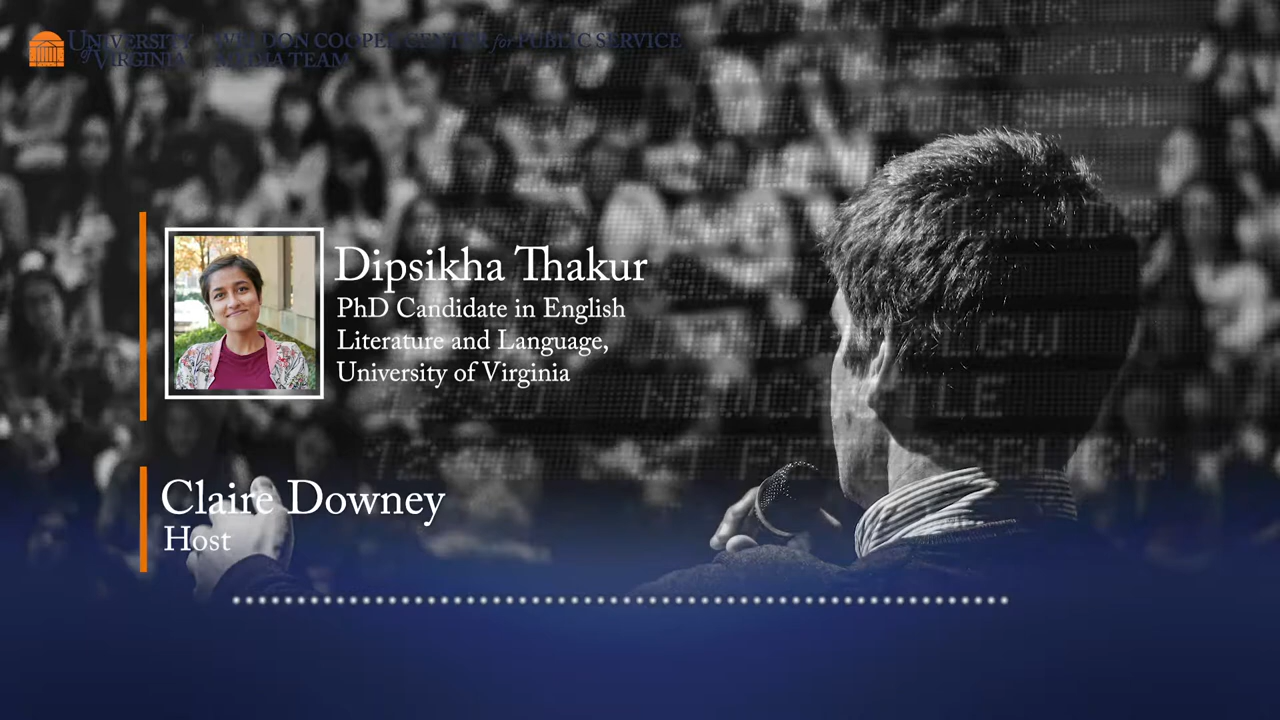 UNIVERSITY
of VIRGINIA
WELDON COOPER CENTER for PUBLIC SERVICE
MEDIA TEAM
Dipsikha Thakur
PhD Candidate in English
Literature and Language,
University of Virginia
Claire Downey
Host